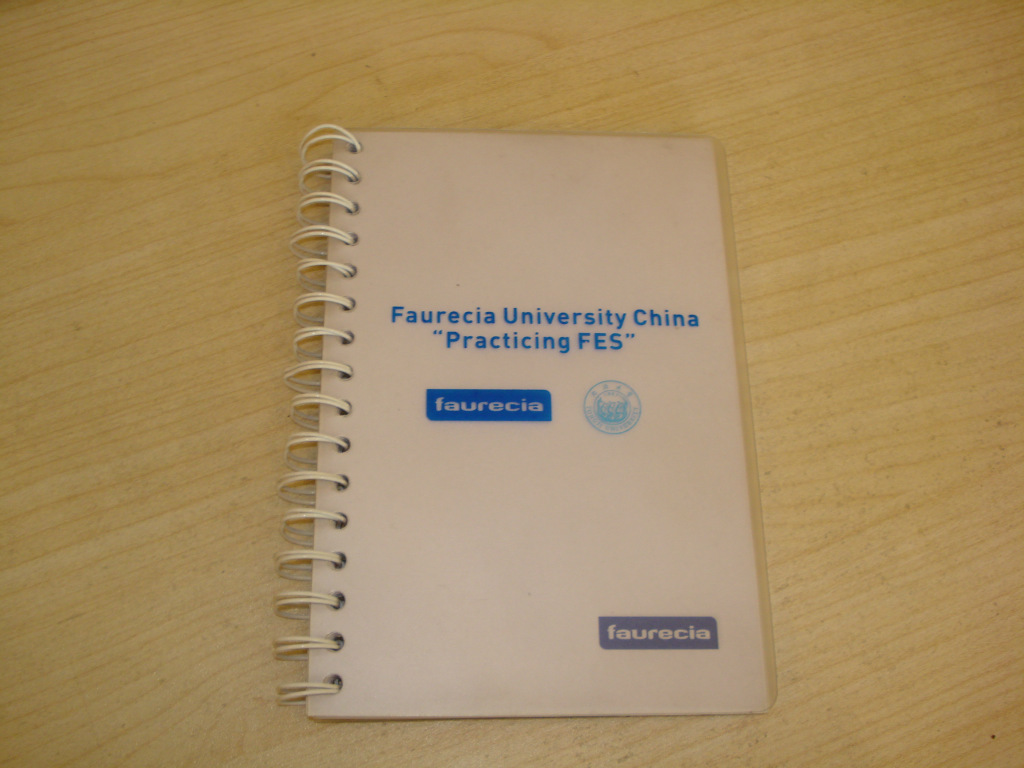 Faurecia University China
“Practicing FES”
faurecia
faurecia